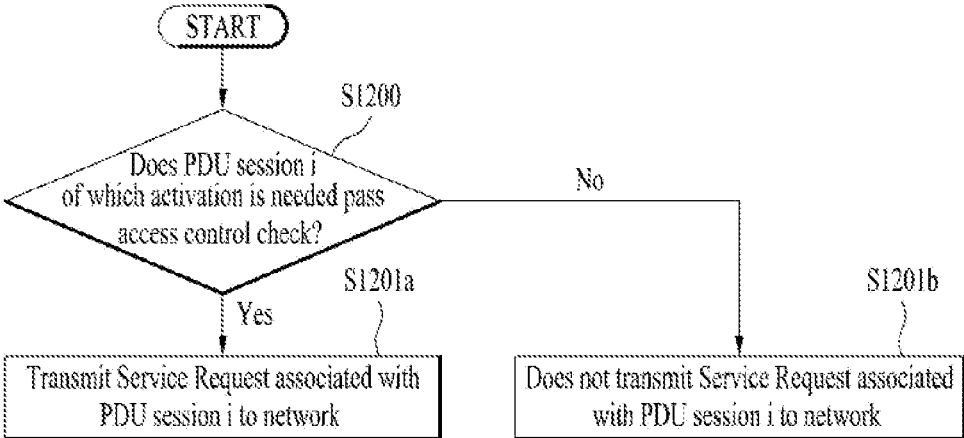 START
S1200
Does PDU session i
of which activation is needed pass
access control check?
No
Yes
S1201a
S1201b
Transmit Service Request associated with
PDU session i to network
Does not transmit Service Request associated
with PDU session i to network